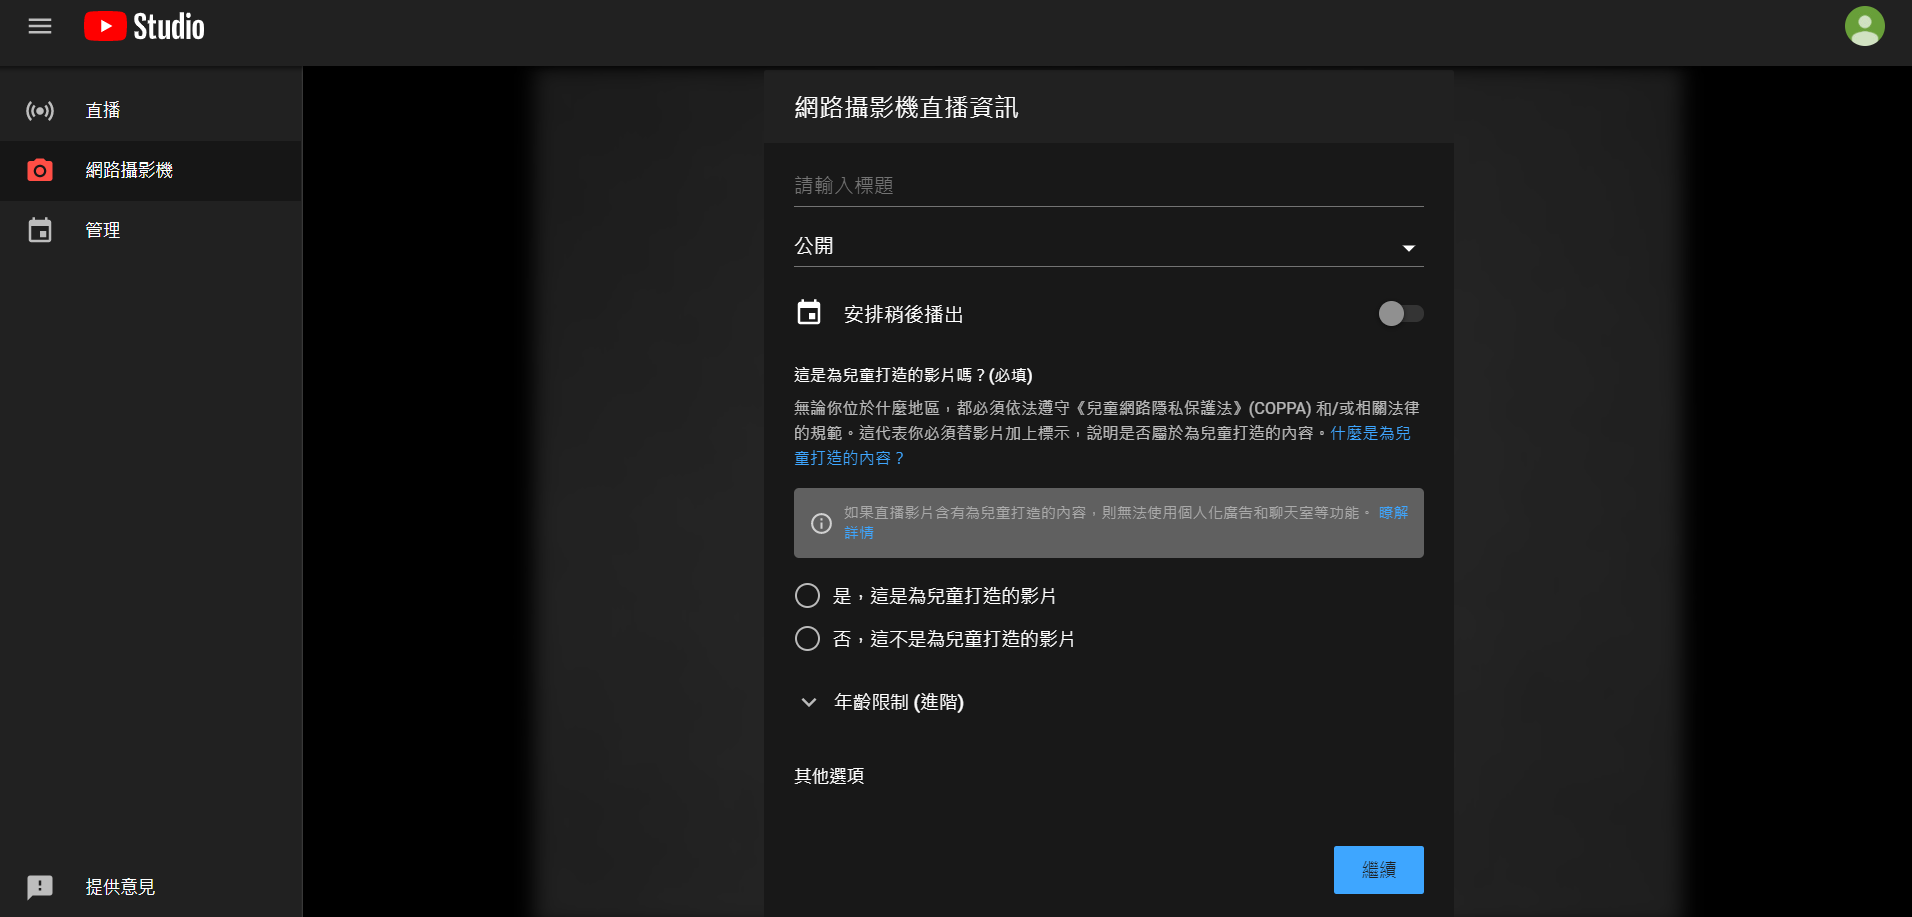 Studio
直播
網路攝影機
管理
提供意見
網路攝影機直播資訊
請輸入標題
公開
安排稍後播出
這是為兒童打造的影片嗎？(必填)
無論你位於什麼地區，都必須依法遵守《兒童網路隱私保護法》(COPPA) 和/或相關法律
的規範。這代表你必須替影片加上標示，說明是否屬於為兒童打造的內容。什麼是為兒
童打造的內容？
如果直播影片含有為兒童打造的內容，則無法使用個人化廣告和聊天室等功能。 瞭解
詳情
是，這是為兒童打造的影片
否，這不是為兒童打造的影片
年齡限制 (進階)
其他選項
繼續